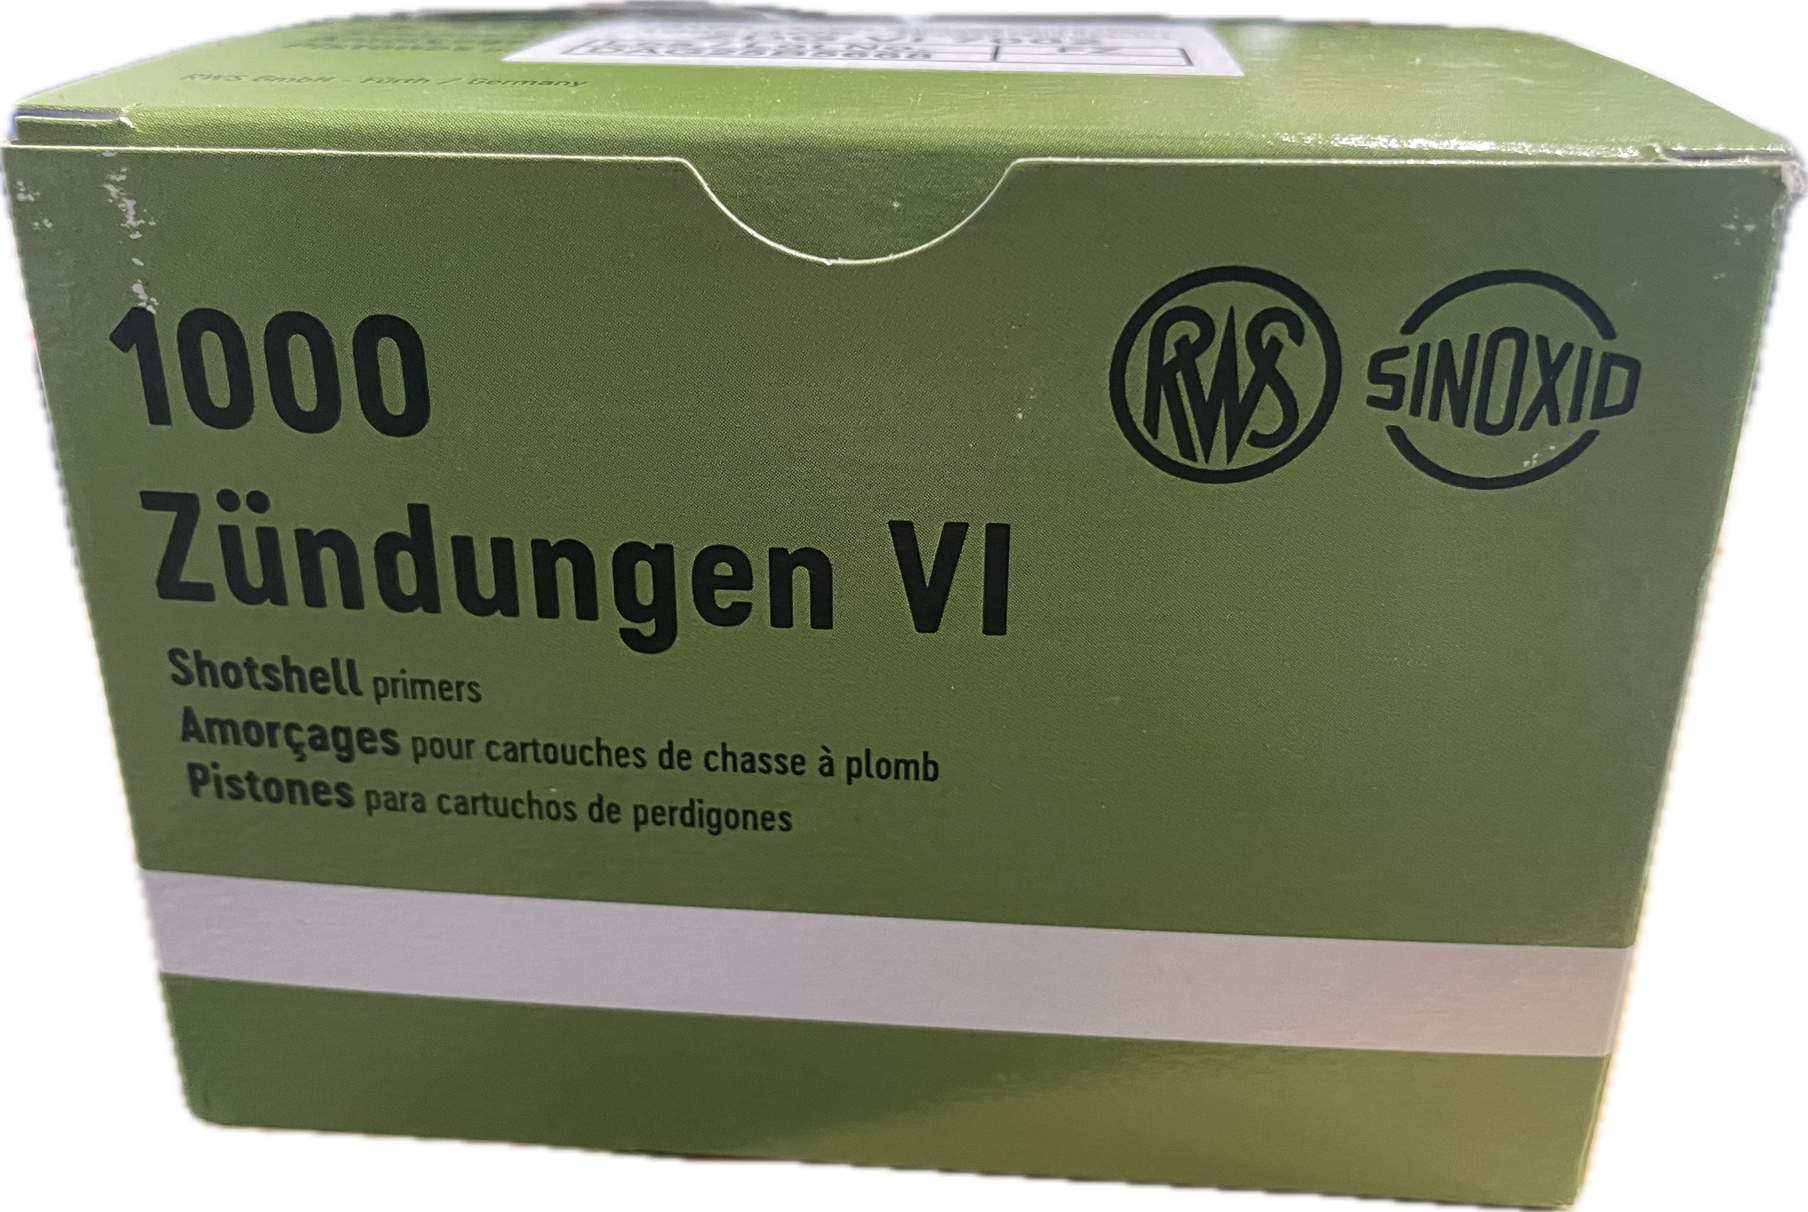 RWS GmbH - Fürth / Germany
1000
RWS
SINOXID
Zündungen VI
Shotshell primers
Amorçages pour cartouches de chasse à plomb
Pistones para cartuchos de perdigones